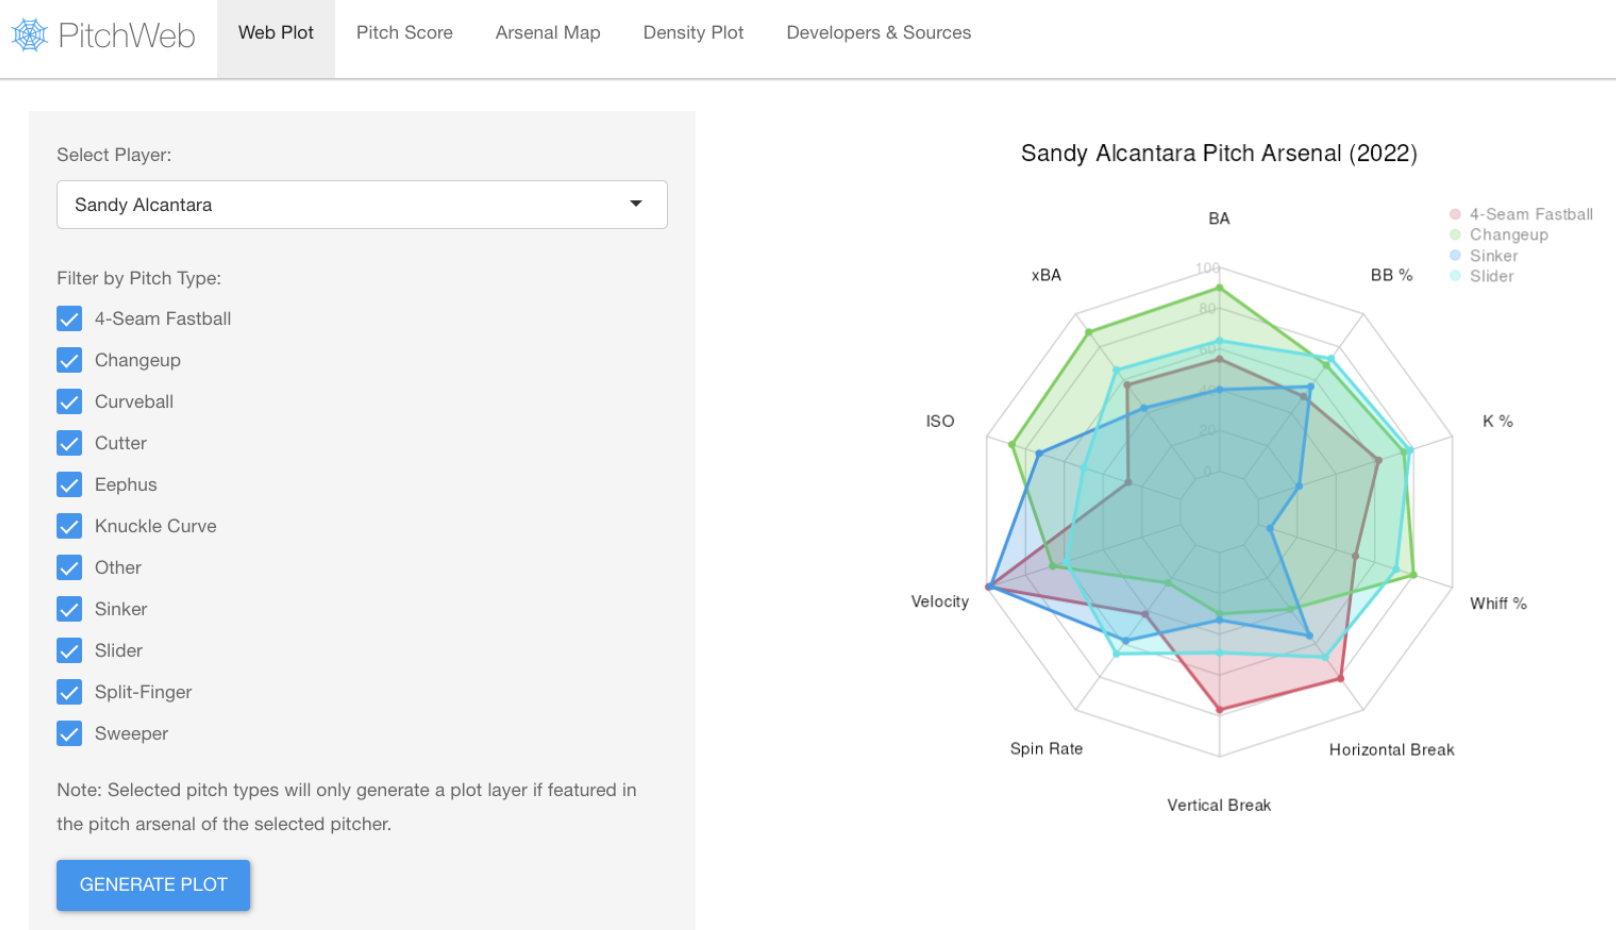 PitchWeb
Web Plot
Pitch Score
Arsenal Map
Density Plot
Developers & Sources
Select Player:
Sandy Alcantara
Filter by Pitch Type:
4-Seam Fastball
Changeup
Curveball
Cutter
Eephus
Knuckle Curve
Other
Sinker
Slider
Split-Finger
Sweeper
Note: Selected pitch types will only generate a plot layer if featured in
the pitch arsenal of the selected pitcher.
GENERATE PLOT
Sandy Alcantara Pitch Arsenal (2022)
4-Seam Fastball
Changeup
Sinker
Slider
BA
xBA
BB %
ISO
K %
Velocity
Whiff %
Spin Rate
Horizontal Break
Vertical Break
100
80
60
40
20
0